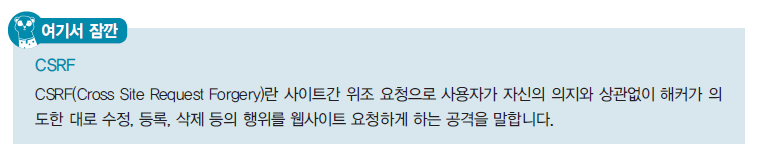 여기서 잠깐
CSRF
CSRF(Cross Site Request Forgery)란 사이트간 위조 요청으로 사용자가 자신의 의지와 상관없이 해커가 의
도한 대로 수정, 등록, 삭제 등의 행위를 웹사이트 요청하게 하는 공격을 말합니다.